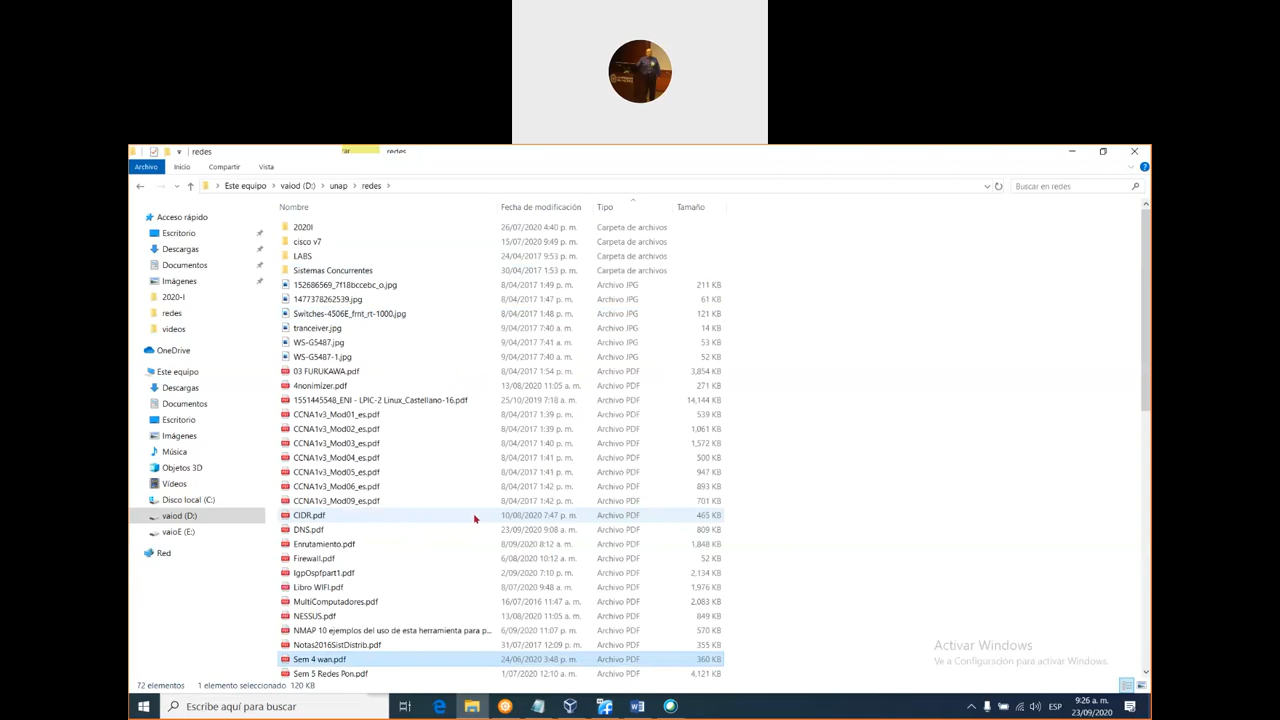 redes
ar
redes
Archivo Inicio Compartir Vista
Este equipo vaiod (D:) unap redes Buscar en redes
Nombre Fecha de modificación Tipo Tamaño
Acceso rápido
Escritorio
Descargas
Documentos
Imágenes
2020-I
redes
videos
OneDrive
Este equipo
Descargas
Documentos
Escritorio
Imágenes
Música
Objetos 3D
Vídeos
Disco local (C:)
vaiod (D:)
vaioE (E:)
Red
2020I 26/07/2020 4:40 p. m. Carpeta de archivos
cisco v7 15/07/2020 9:49 p. m. Carpeta de archivos
LABS 24/04/2017 9:53 p. m. Carpeta de archivos
Sistemas Concurrentes 30/04/2017 1:53 p. m. Carpeta de archivos
152686569_7f18bccebc_o.jpg 8/04/2017 1:49 p. m. Archivo JPG 211 KB
1477378262539.jpg 8/04/2017 1:47 p. m. Archivo JPG 61 KB
Switches-4506E_frnt_rt-1000.jpg 8/04/2017 1:48 p. m. Archivo JPG 121 KB
tranceiver.jpg 9/04/2017 7:40 a. m. Archivo JPG 14 KB
WS-G5487.jpg 9/04/2017 7:41 a. m. Archivo JPG 53 KB
WS-G5487-1.jpg 9/04/2017 7:40 a. m. Archivo JPG 52 KB
03 FURUKAWA.pdf 8/04/2017 1:54 p. m. Archivo PDF 3,854 KB
4nonimizer.pdf 13/08/2020 11:05 a. m. Archivo PDF 271 KB
1551445548_ENI - LPIC-2 Linux_Castellano-16.pdf 25/10/2019 7:18 a. m. Archivo PDF 14,144 KB
CCNA1v3_Mod01_es.pdf 8/04/2017 1:39 p. m. Archivo PDF 539 KB
CCNA1v3_Mod02_es.pdf 8/04/2017 1:39 p. m. Archivo PDF 1,061 KB
CCNA1v3_Mod03_es.pdf 8/04/2017 1:40 p. m. Archivo PDF 1,572 KB
CCNA1v3_Mod04_es.pdf 8/04/2017 1:41 p. m. Archivo PDF 500 KB
CCNA1v3_Mod05_es.pdf 8/04/2017 1:41 p. m. Archivo PDF 947 KB
CCNA1v3_Mod06_es.pdf 8/04/2017 1:42 p. m. Archivo PDF 893 KB
CCNA1v3_Mod09_es.pdf 8/04/2017 1:42 p. m. Archivo PDF 701 KB
CIDR.pdf 10/08/2020 7:47 p. m. Archivo PDF 465 KB
DNS.pdf 23/09/2020 9:08 a. m. Archivo PDF 809 KB
Enrutamiento.pdf 8/09/2020 8:12 a. m. Archivo PDF 1,848 KB
Firewall.pdf 6/08/2020 10:12 a. m. Archivo PDF 52 KB
IgpOspfpart1.pdf 2/09/2020 7:10 p. m. Archivo PDF 2,134 KB
Libro WIFI.pdf 8/07/2020 9:48 a. m. Archivo PDF 1,976 KB
MultiComputadores.pdf 16/07/2016 11:47 a. m. Archivo PDF 2,083 KB
NESSUS.pdf 13/08/2020 11:05 a. m. Archivo PDF 849 KB
NMAP 10 ejemplos del uso de esta herramienta para p... 6/09/2020 11:07 p. m. Archivo PDF 570 KB
Notas2016SistDistrib.pdf 31/07/2017 12:09 p. m. Archivo PDF 355 KB
Sem 4 wan.pdf 24/06/2020 3:48 p. m. Archivo PDF 360 KB
Sem 5 Redes Pon.pdf 1/07/2020 12:10 a. m. Archivo PDF 4,121 KB
Activar Windows
Ve a Configuración para activar Windows.
72 elementos 1 elemento seleccionado 120 KB
Escribe aquí para buscar
ESP
9:26 a. m.
23/09/2020